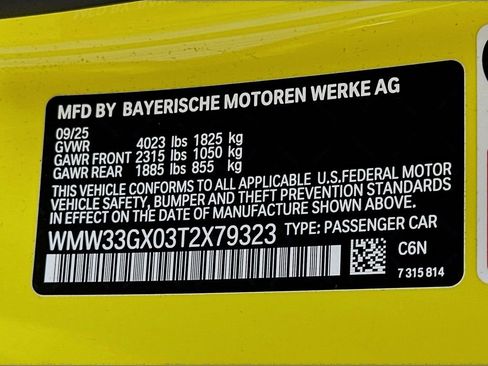 MFD BY BAYERISCHE MOTOREN WERKE AG
09/25
GVWR 4023 lbs 1825 kg
GAWR FRONT 2315 lbs 1050 kg
GAWR REAR 1885 lbs 855 kg
THIS VEHICLE CONFORMS TO ALL APPLICABLE U.S.FEDERAL MOTOR
VEHICLE SAFETY, BUMPER AND THEFT PREVENTION STANDARDS
IN EFFECT ON THE DATE OF MANUFACTURE SHOWN ABOVE.
WMW33GX03T2X79323 TYPE: PASSENGER CAR
C6N
7 315 814